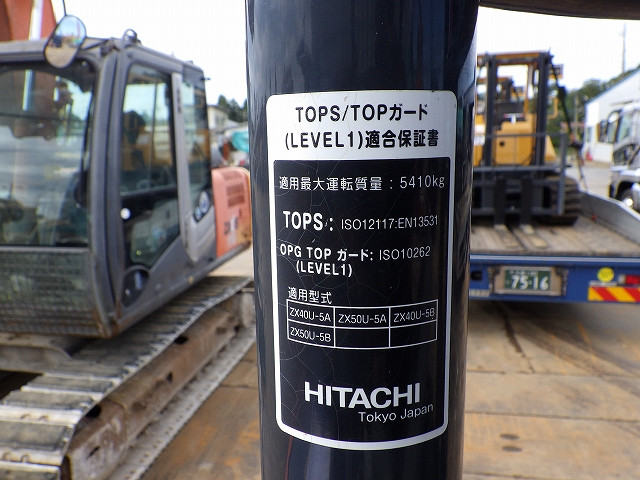 TOPS/TOPガード
(LEVEL1)適合保証書
適用最大運転質量：5410kg
TOPS：ISO12117:EN13531
OPG TOP ガード：ISO10262
(LEVEL1)
適用型式
ZX40U-5A ZX50U-5A ZX40U-5B
ZX50U-5B
HITACHI
Tokyo Japan
75-16